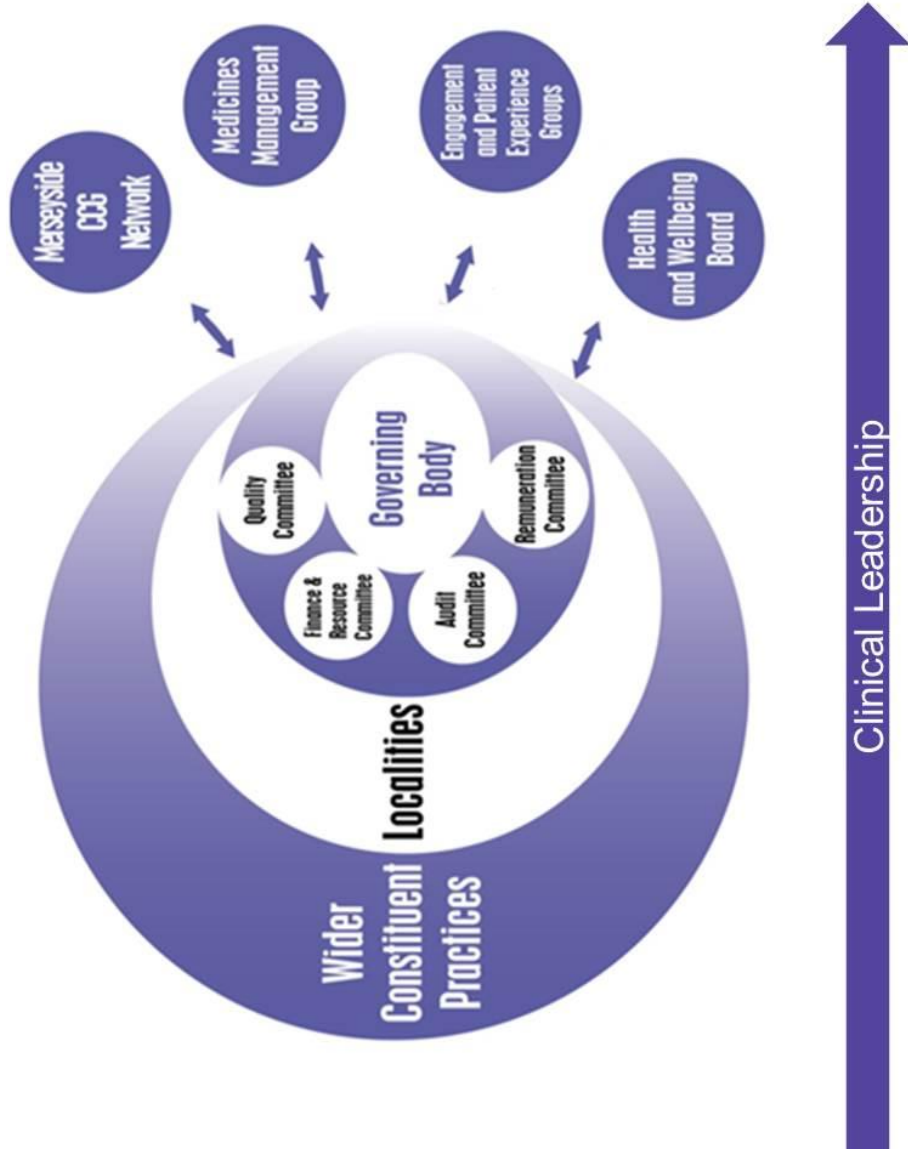 Wider
Constituent
Practices
Localities
Audit
Committee
Finance &
Resource
Committee
Remuneration
Committee
Governing
Body
Quality
Committee
Health
and Wellbeing
Board
Engagement
and Patient
Experience
Groups
Medicines
Management
Group
Merseyside
CCG
Network
Clinical Leadership